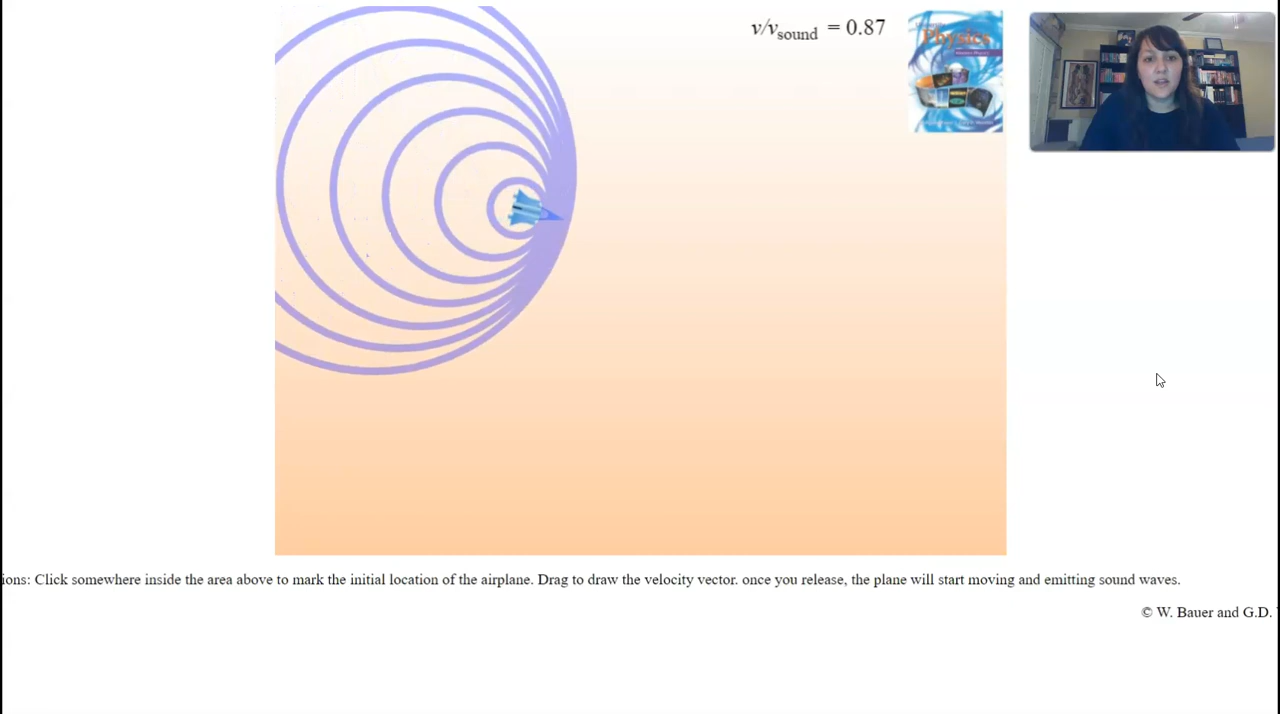 v/vsound = 0.87
Physics
ions: Click somewhere inside the area above to mark the initial location of the airplane. Drag to draw the velocity vector. once you release, the plane will start moving and emitting sound waves.
© W. Bauer and G.D.